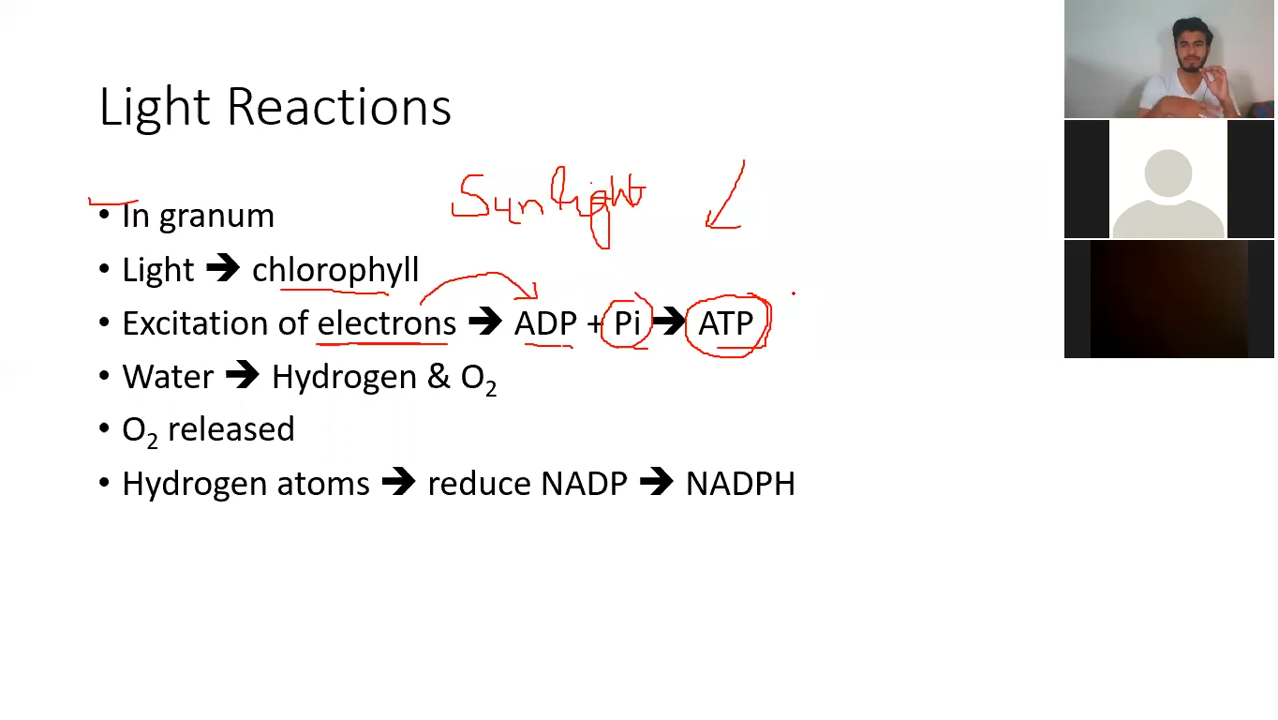 Light Reactions
Sunlight
• In granum
• Light → chlorophyll
• Excitation of electrons → ADP + Pi → ATP
• Water → Hydrogen & O₂
• O₂ released
• Hydrogen atoms → reduce NADP → NADPH